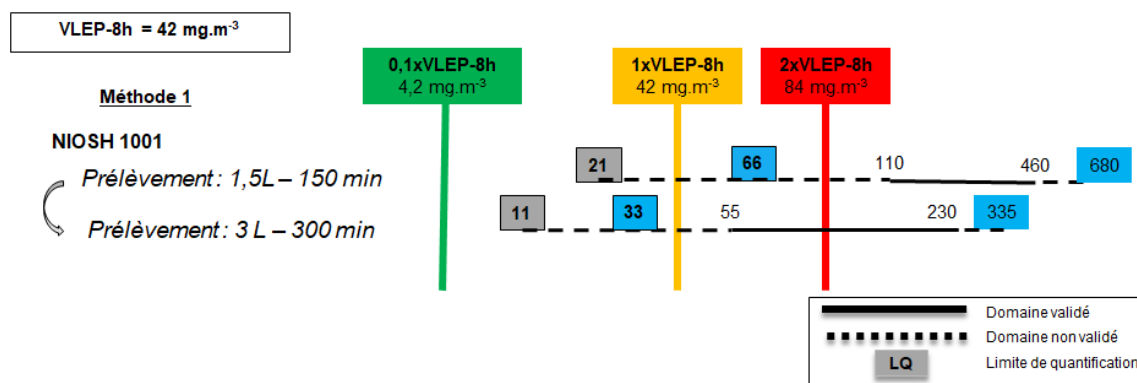 VLEP-8h = 42 mg.m-3
0,1xVLEP-8h
4,2 mg.m-3
1xVLEP-8h
42 mg.m-3
2xVLEP-8h
84 mg.m-3
Méthode 1
NIOSH 1001
Prélèvement : 1,5L – 150 min
21
66
110
460
680
Prélèvement : 3 L – 300 min
11
33
55
230
335
Domaine validé
Domaine non validé
LQ
Limite de quantification